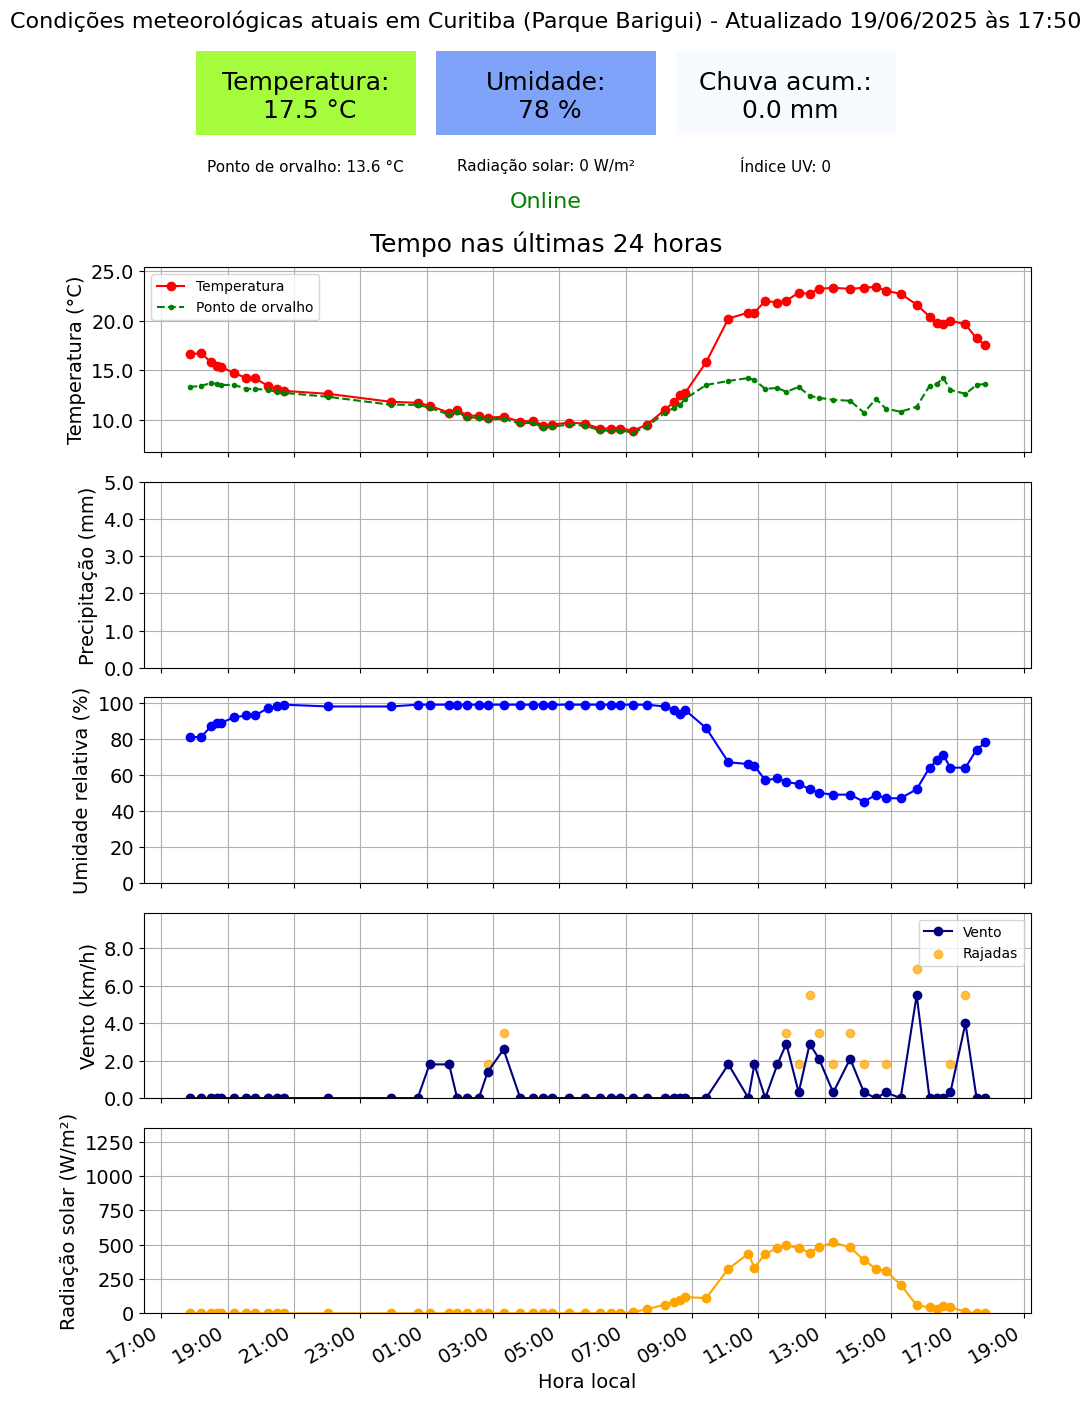 Condições meteorológicas atuais em Curitiba (Parque Barigui) - Atualizado 19/06/2025 às 17:50
Temperatura:
17.5 °C
Umidade:
78 %
Chuva acum.:
0.0 mm
Ponto de orvalho: 13.6 °C
Radiação solar: 0 W/m²
Índice UV: 0
Online
Tempo nas últimas 24 horas
Temperatura (°C)
25.0
20.0
15.0
10.0
Temperatura
Ponto de orvalho
Precipitação (mm)
5.0
4.0
3.0
2.0
1.0
0.0
Umidade relativa (%)
100
80
60
40
20
0
Vento (km/h)
8.0
6.0
4.0
2.0
0.0
Vento
Rajadas
Radiação solar (W/m²)
1250
1000
750
500
250
0
17:00
19:00
21:00
23:00
01:00
03:00
05:00
07:00
09:00
11:00
13:00
15:00
17:00
19:00
Hora local